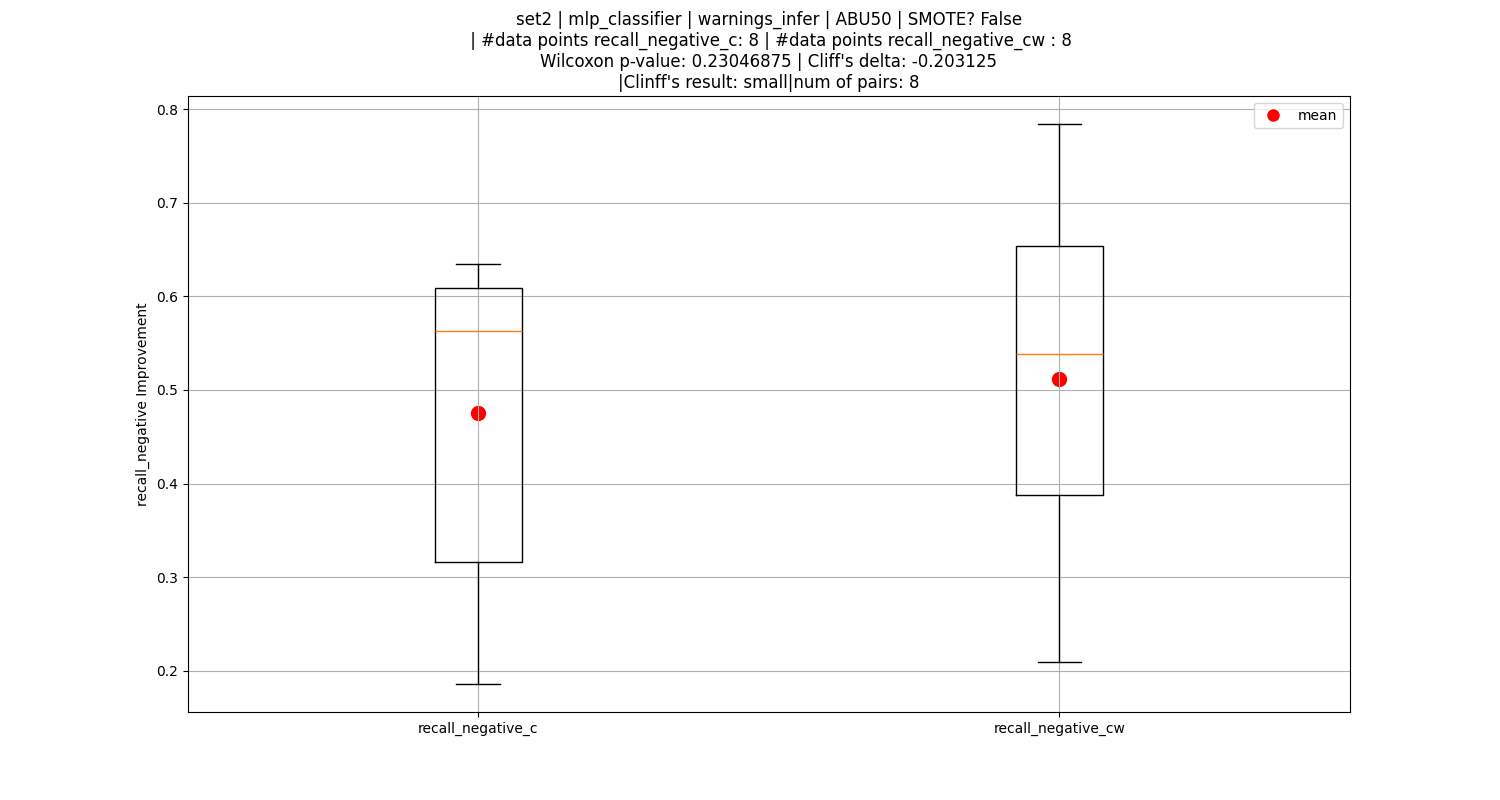 set2 | mlp_classifier | warnings_infer | ABU50 | SMOTE? False
| #data points recall_negative_c: 8 | #data points recall_negative_cw : 8
Wilcoxon p-value: 0.23046875 | Cliff's delta: -0.203125
|Clinff's result: small|num of pairs: 8
mean
0.8
0.7
0.6
0.5
0.4
0.3
0.2
recall_negative Improvement
recall_negative_c
recall_negative_cw